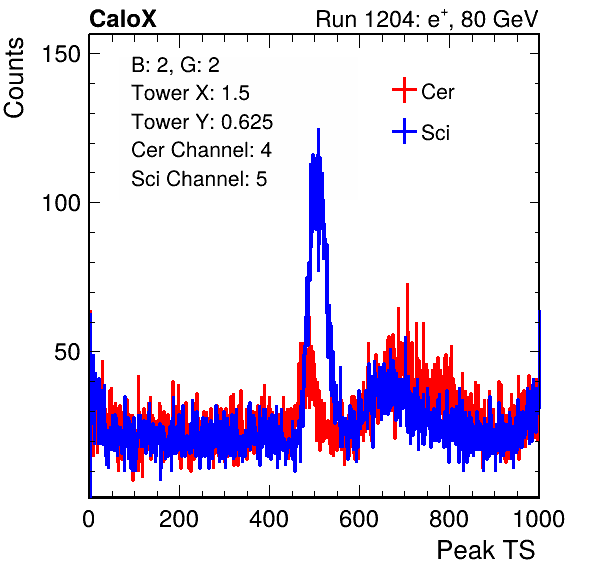 CaloX Run 1204: e⁺, 80 GeV
Counts
150
100
50
B: 2, G: 2
Tower X: 1.5
Tower Y: 0.625
Cer Channel: 4
Sci Channel: 5
Cer
Sci
0 200 400 600 800 1000
Peak TS